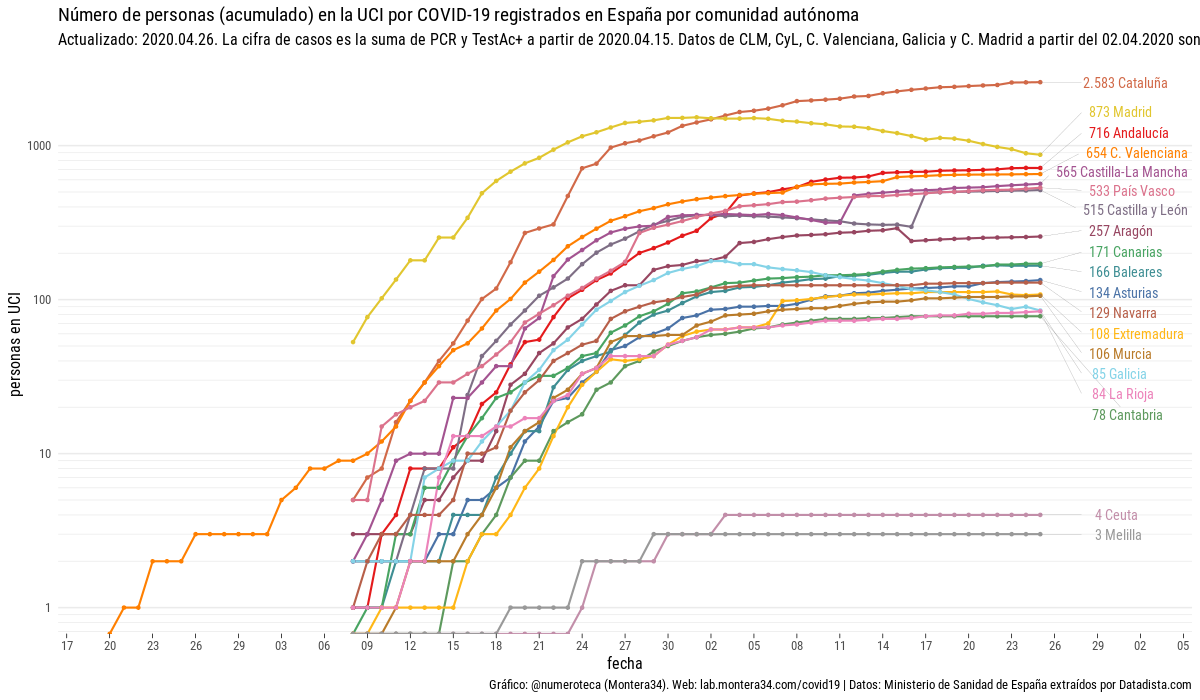 Número de personas (acumulado) en la UCI por COVID-19 registrados en España por comunidad autónoma
Actualizado: 2020.04.26. La cifra de casos es la suma de PCR y TestAc+ a partir de 2020.04.15. Datos de CLM, CyL, C. Valenciana, Galicia y C. Madrid a partir del 02.04.2020 son
personas en UCI
1000
100
10
1
2.583 Cataluña
873 Madrid
716 Andalucía
654 C. Valenciana
565 Castilla-La Mancha
533 País Vasco
515 Castilla y León
257 Aragón
171 Canarias
166 Baleares
134 Asturias
129 Navarra
108 Extremadura
106 Murcia
85 Galicia
84 La Rioja
78 Cantabria
4 Ceuta
3 Melilla
17 20 23 26 29 03 06 09 12 15 18 21 24 27 30 02 05 08 11 14 17 20 23 26 29 02 05
fecha
Gráfico: @numeroteca (Montera34). Web: lab.montera34.com/covid19 | Datos: Ministerio de Sanidad de España extraídos por Datadista.com